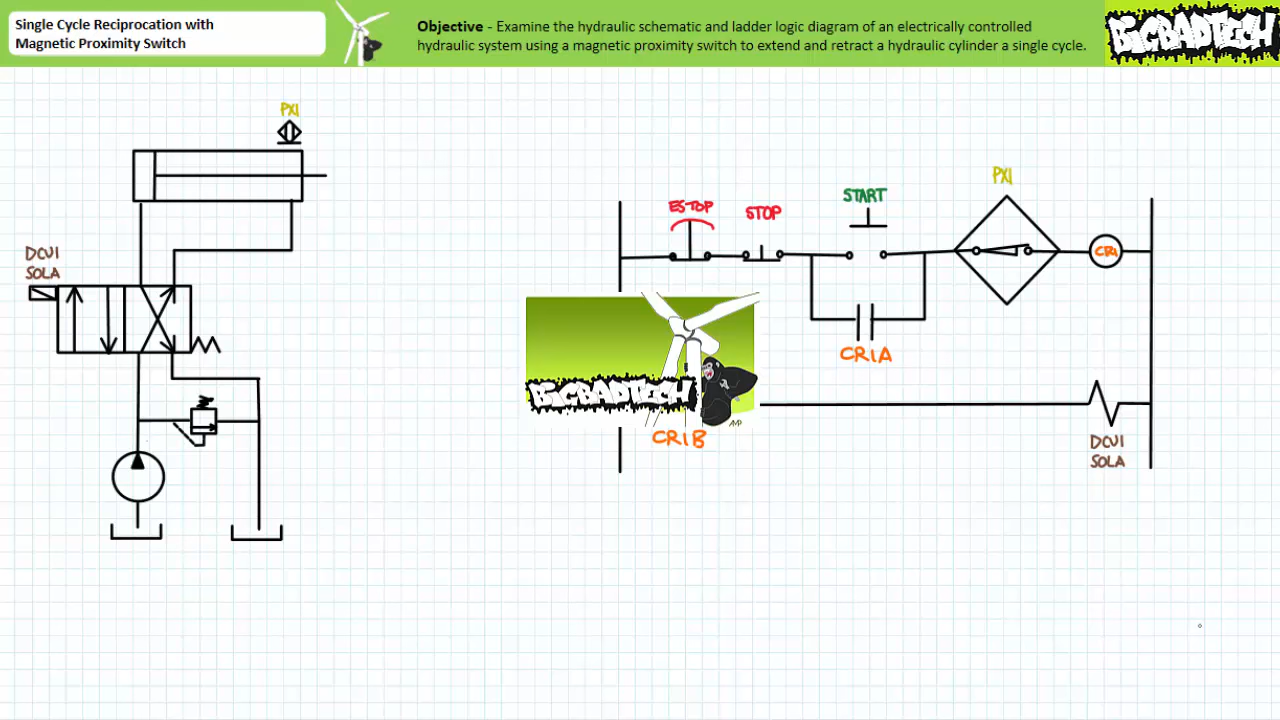 Single Cycle Reciprocation with
Magnetic Proximity Switch
Objective - Examine the hydraulic schematic and ladder logic diagram of an electrically controlled
hydraulic system using a magnetic proximity switch to extend and retract a hydraulic cylinder a single cycle.
BIGBADTECH
PX1
DCV1
SOLA
ESTOP
STOP
START
PX1
CR1
CR1A
BIGBADTECH
CR1B
DCV1
SOLA